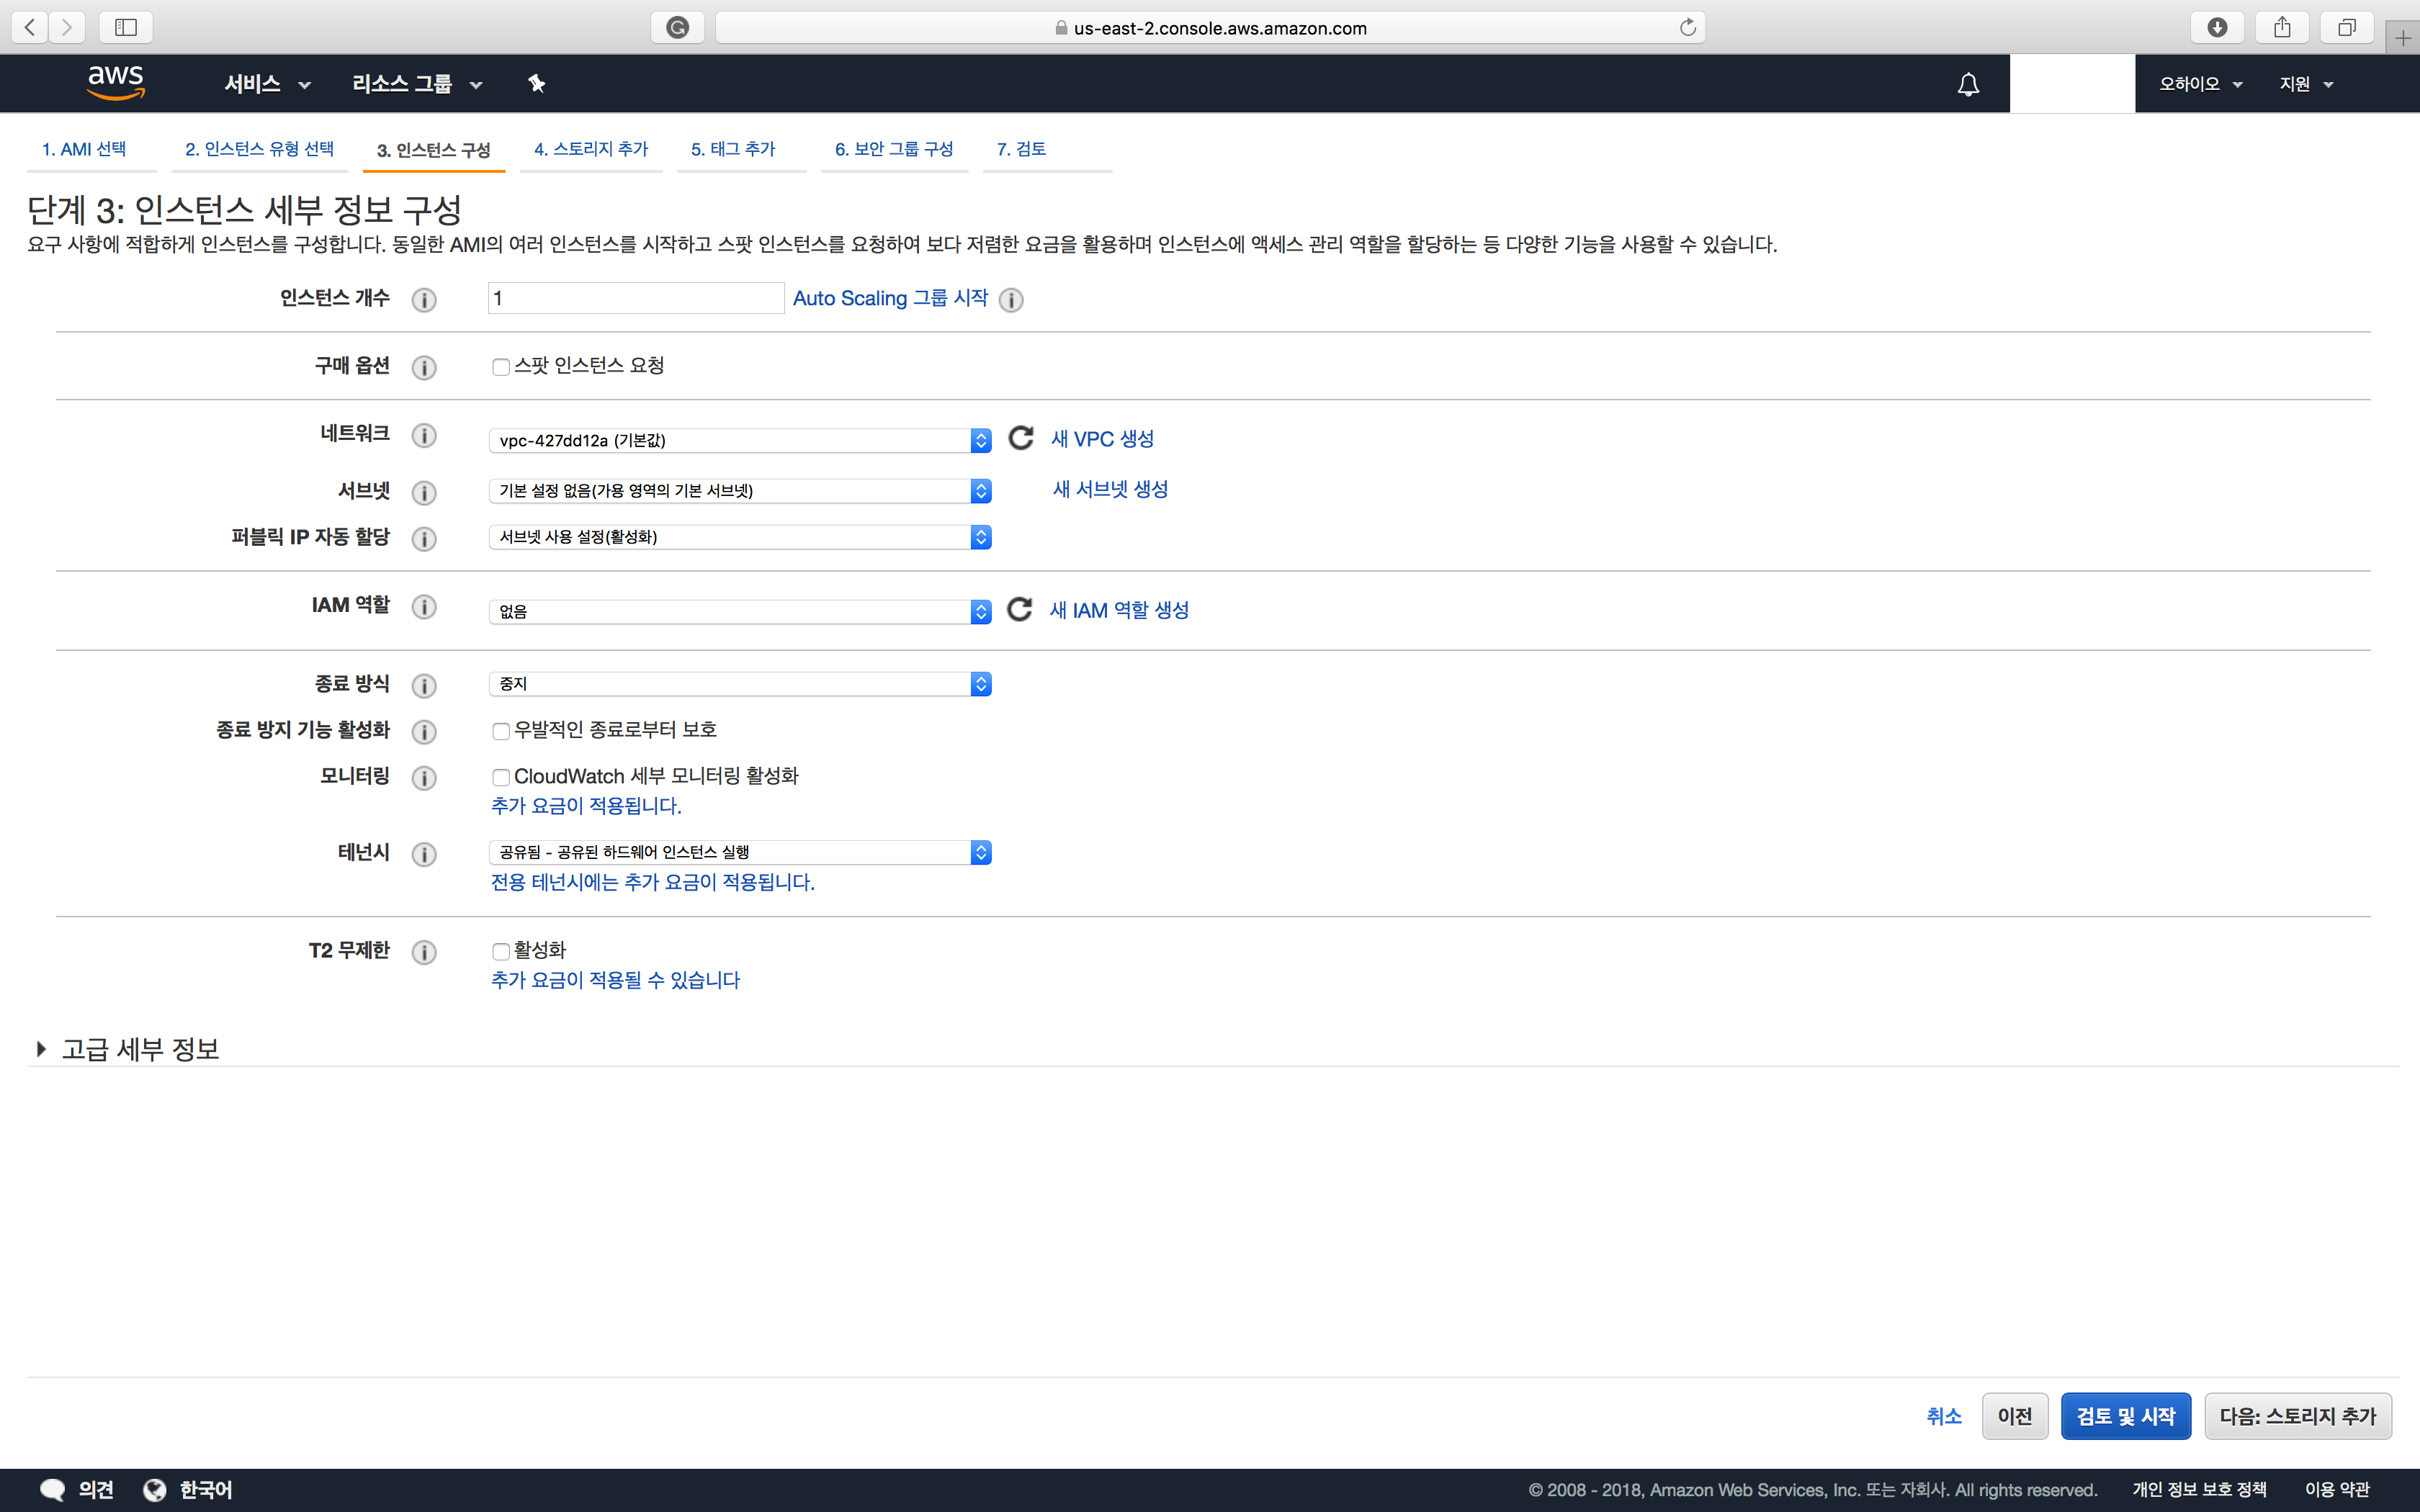 us-east-2.console.aws.amazon.com
aws 서비스 리소스 그룹 오하이오 지원
1. AMI 선택 2. 인스턴스 유형 선택 3. 인스턴스 구성 4. 스토리지 추가 5. 태그 추가 6. 보안 그룹 구성 7. 검토
단계 3: 인스턴스 세부 정보 구성
요구 사항에 적합하게 인스턴스를 구성합니다. 동일한 AMI의 여러 인스턴스를 시작하고 스팟 인스턴스를 요청하여 보다 저렴한 요금을 활용하며 인스턴스에 액세스 관리 역할을 할당하는 등 다양한 기능을 사용할 수 있습니다.
인스턴스 개수 1 Auto Scaling 그룹 시작
구매 옵션 스팟 인스턴스 요청
네트워크 vpc-427dd12a (기본값) 새 VPC 생성
서브넷 기본 설정 없음(가용 영역의 기본 서브넷) 새 서브넷 생성
퍼블릭 IP 자동 할당 서브넷 사용 설정(활성화)
IAM 역할 없음 새 IAM 역할 생성
종료 방식 중지
종료 방지 기능 활성화 우발적인 종료로부터 보호
모니터링 CloudWatch 세부 모니터링 활성화
추가 요금이 적용됩니다.
테넌시 공유됨 - 공유된 하드웨어 인스턴스 실행
전용 테넌시에는 추가 요금이 적용됩니다.
T2 무제한 활성화
추가 요금이 적용될 수 있습니다
고급 세부 정보
취소 이전 검토 및 시작 다음: 스토리지 추가
의견 한국어 © 2008 - 2018, Amazon Web Services, Inc. 또는 자회사. All rights reserved. 개인 정보 보호 정책 이용 약관